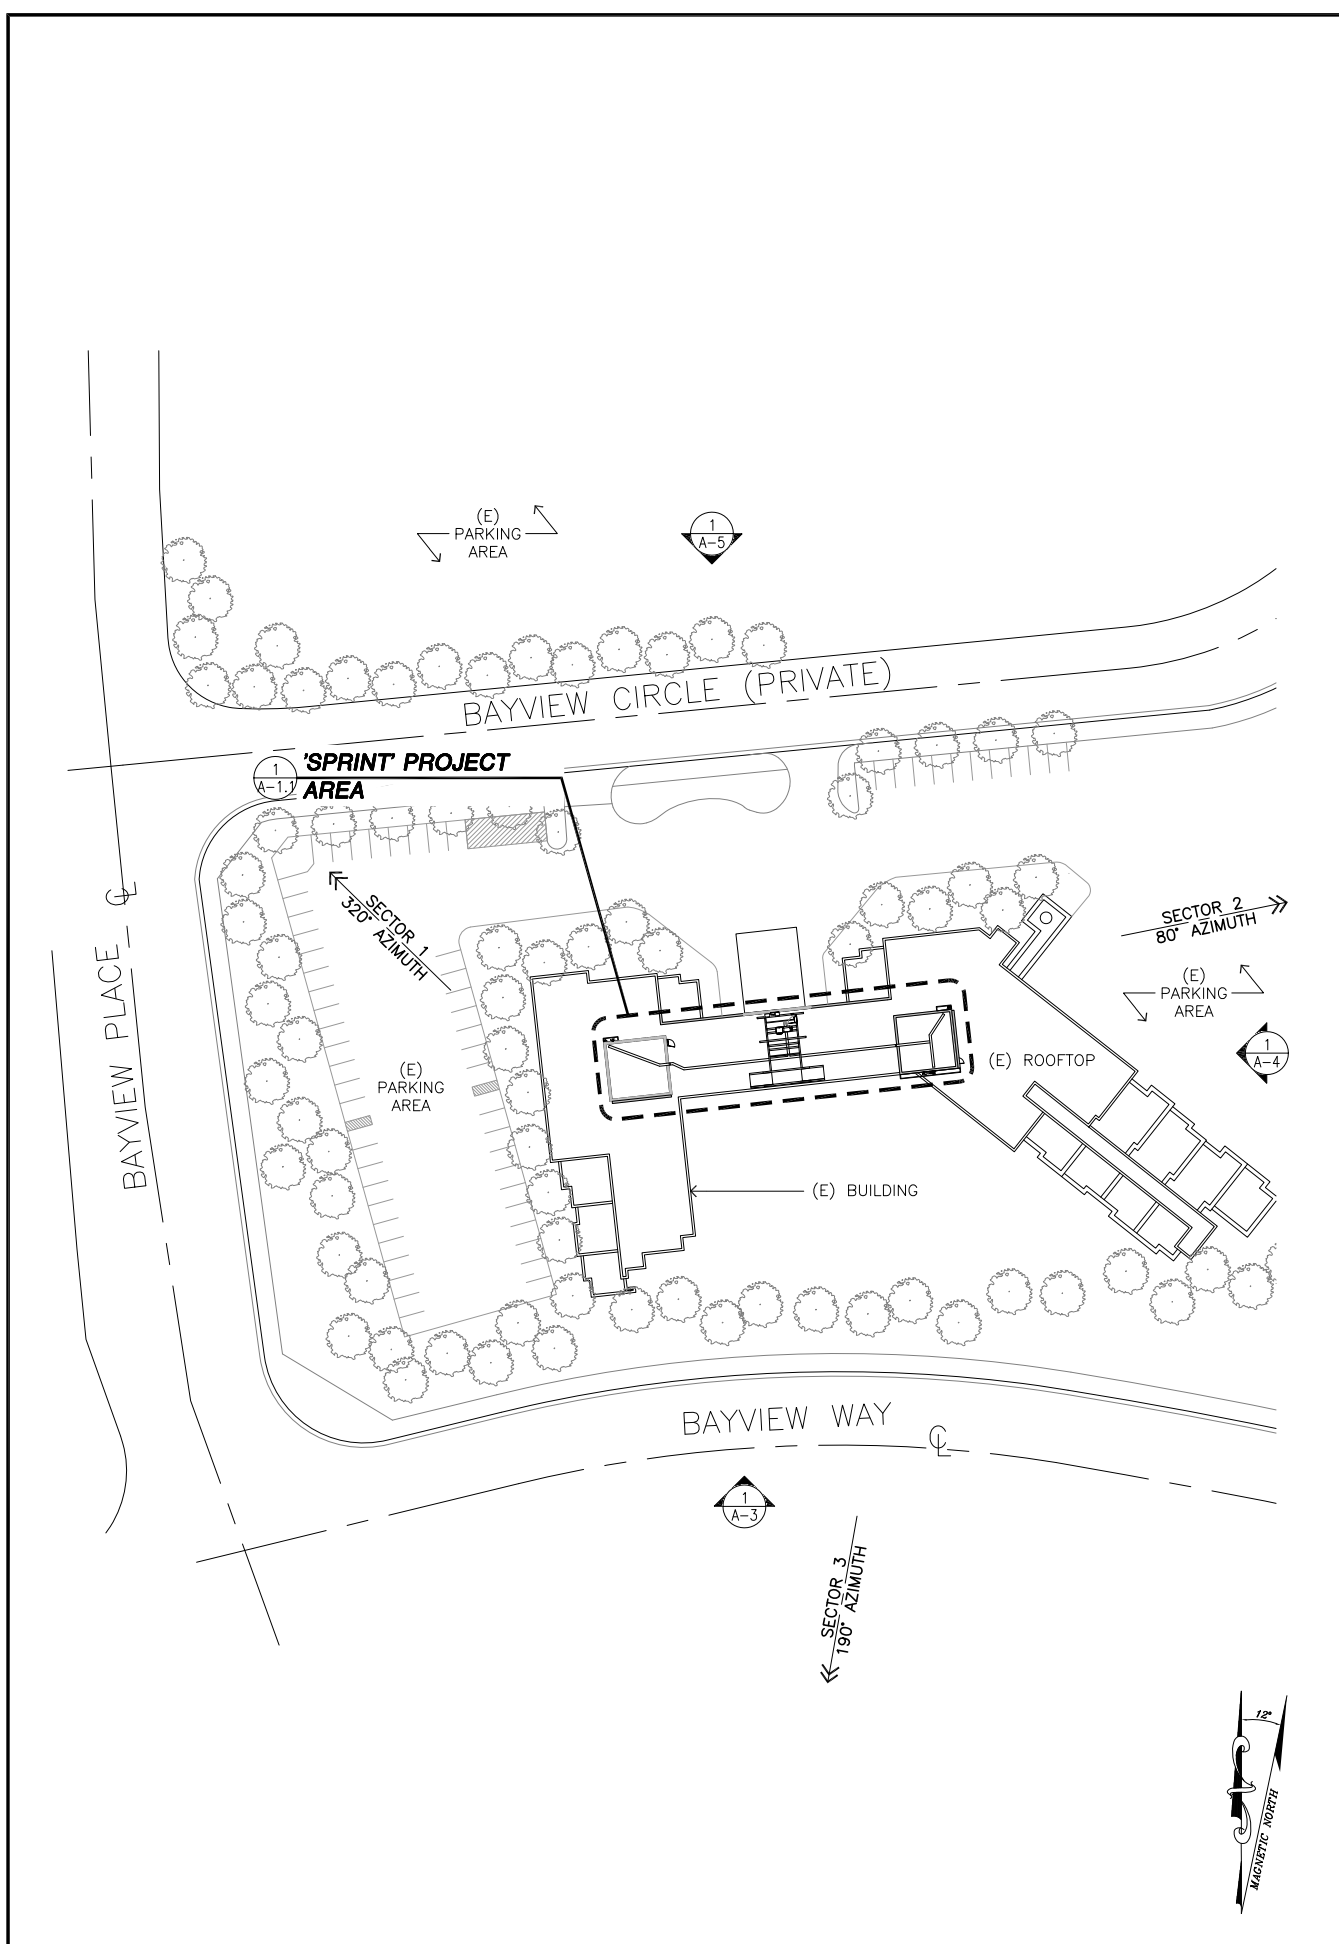 (E)
PARKING
AREA
1
A-5
BAYVIEW CIRCLE (PRIVATE)
1
A-1.1
'SPRINT' PROJECT
AREA
SECTOR 1
320° AZIMUTH
SECTOR 2
80° AZIMUTH
(E)
PARKING
AREA
BAYVIEW PLACE
CL
(E)
PARKING
AREA
(E) ROOFTOP
1
A-4
(E) BUILDING
BAYVIEW WAY
CL
1
A-3
SECTOR 3
190° AZIMUTH
12°
MAGNETIC NORTH